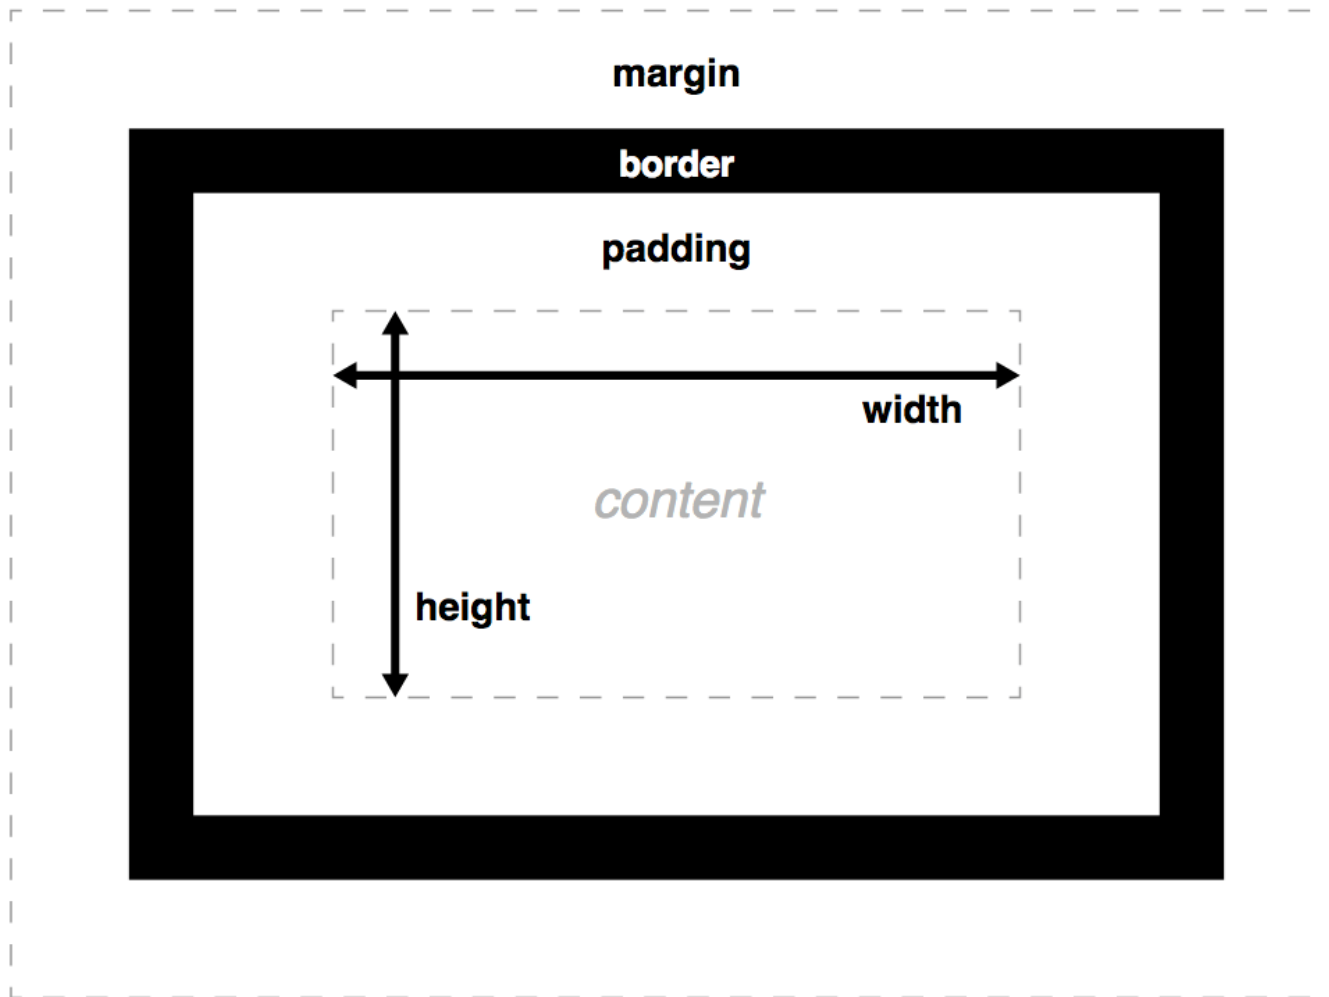 margin
border
padding
width
content
height